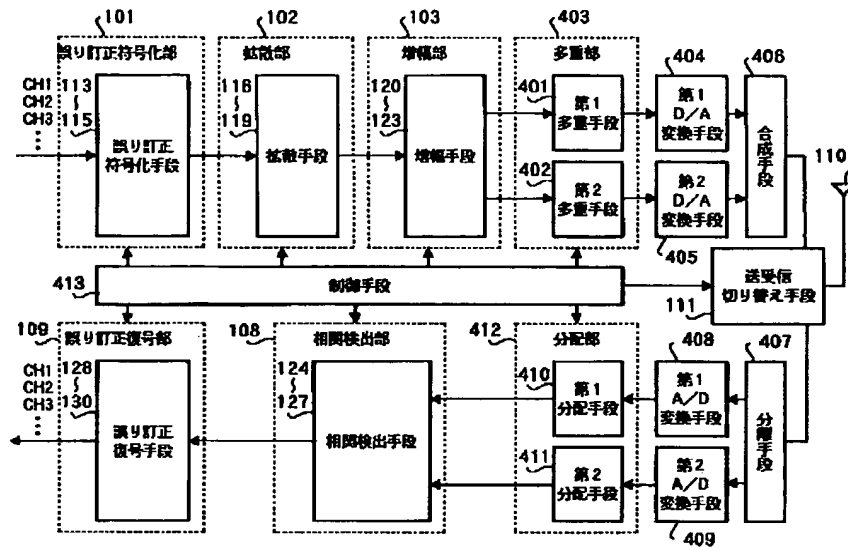 101
102
103
403
誤り訂正符号化部
拡散部
増幅部
多重部
404
406
CH1
CH2
CH3
⋮
113
〜
115
誤り訂正
符号化手段
116
〜
119
拡散手段
120
〜
123
増幅手段
401
第1
多重手段
第1
D/A
変換手段
合成手段
110
402
第2
多重手段
第2
D/A
変換手段
405
413
制御手段
送受信
切り替え手段
111
109
誤り訂正復号部
108
相関検出部
412
分配部
408
407
CH1
CH2
CH3
⋮
128
〜
130
誤り訂正
復号手段
124
〜
127
相関検出手段
410
第1
分配手段
第1
A/D
変換手段
分離手段
411
第2
分配手段
第2
A/D
変換手段
409